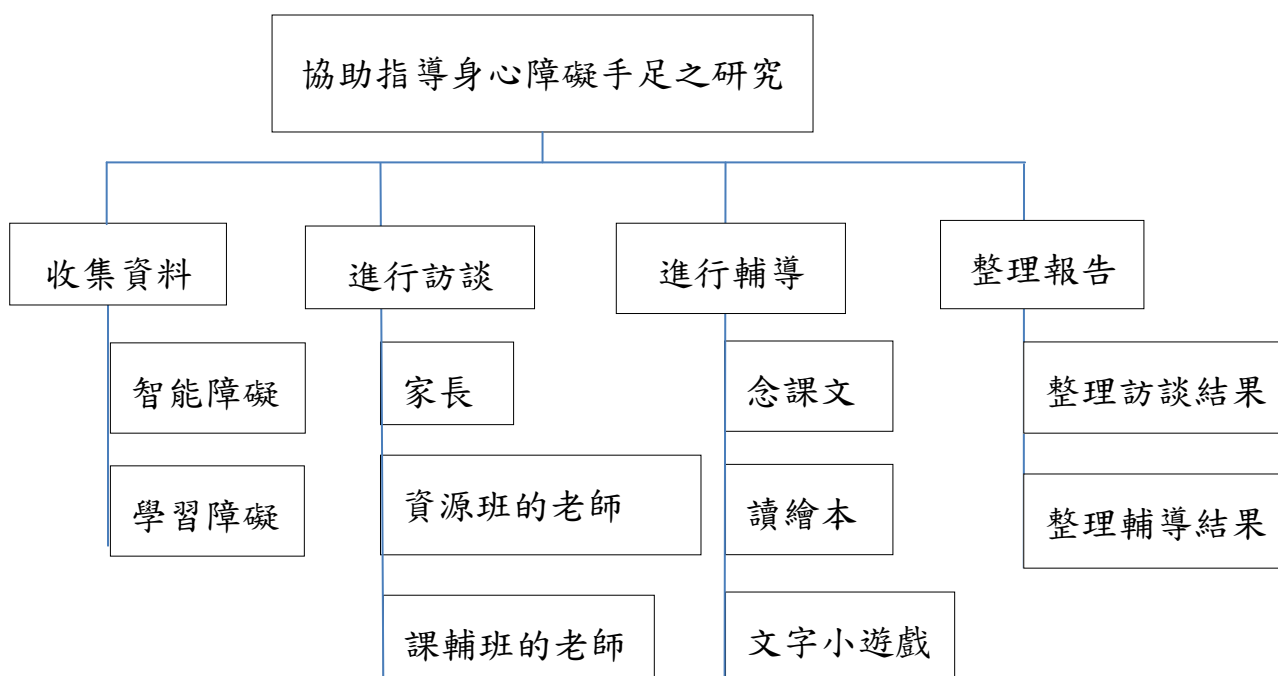 協助指導身心障礙手足之研究
收集資料
進行訪談
進行輔導
整理報告
智能障礙
家長
念課文
整理訪談結果
學習障礙
資源班的老師
讀繪本
整理輔導結果
課輔班的老師
文字小遊戲